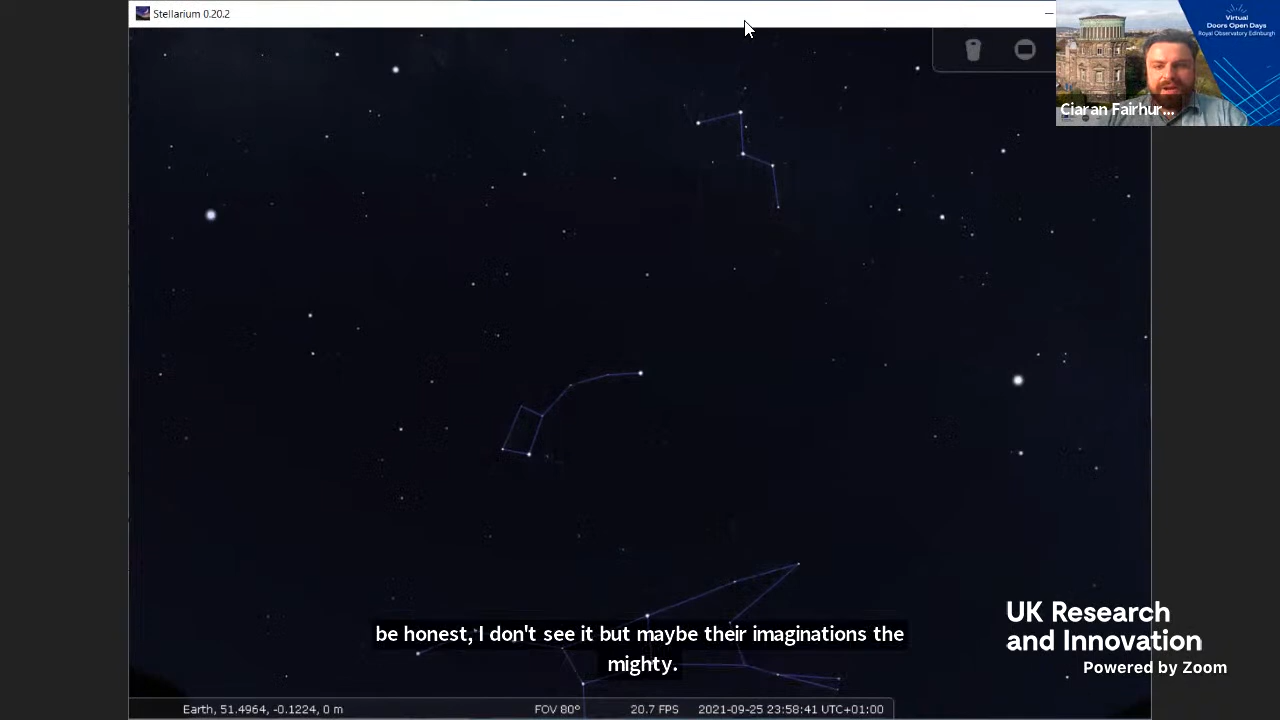 Stellarium 0.20.2
Virtual
Doors Open Days
Royal Observatory Edinburgh
Ciaran Fairhur...
be honest, I don't see it but maybe their imaginations the
mighty.
UK Research
and Innovation
Powered by Zoom
Earth, 51.4964, -0.1224, 0 m
FOV 80°
20.7 FPS
2021-09-25 23:58:41 UTC+01:00